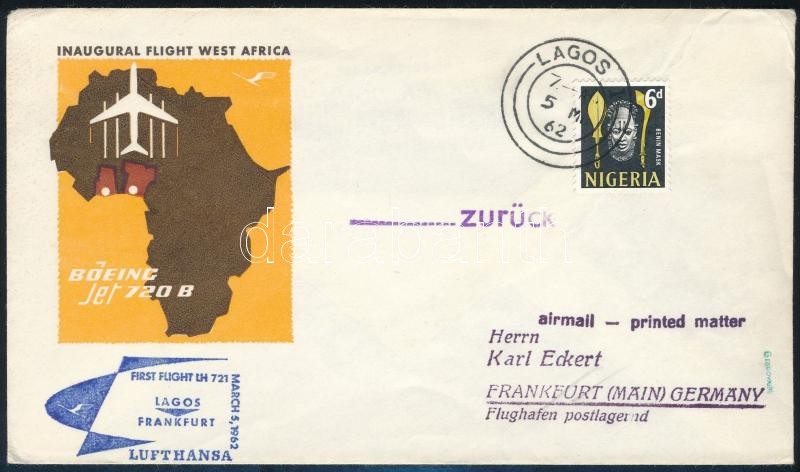 INAUGURAL FLIGHT WEST AFRICA
LAGOS
5
62
6d
BENIN MASK
NIGERIA
zurück
BOEING
Jet 720 B
airmail — printed matter
Herrn
Karl Eckert
FRANKFURT (MAIN) GERMANY
Flughafen postlagernd
FIRST FLIGHT LH 721
LAGOS
FRANKFURT
MARCH 5, 1962
LUFTHANSA